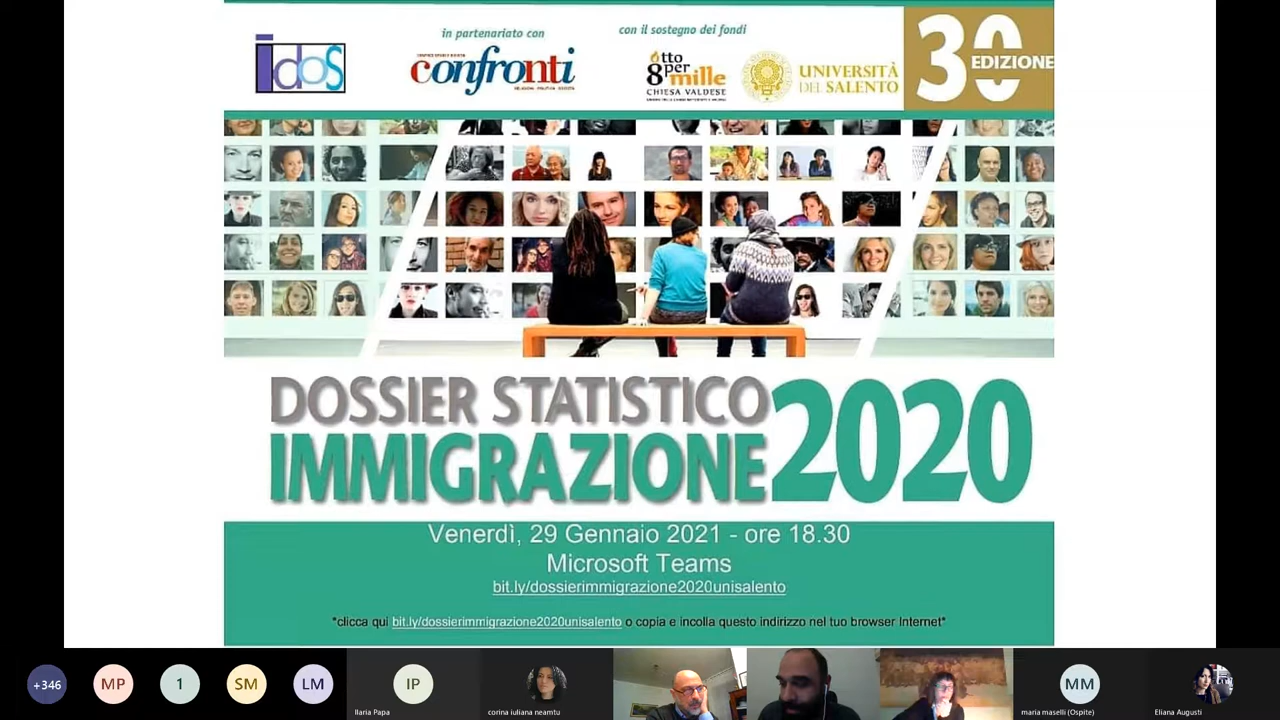 in partenariato con
con il sostegno dei fondi
idos
confronti
otto
per
8 mille
CHIESA VALDESE
UNIVERSITÀ
DEL SALENTO
30
EDIZIONE
DOSSIER STATISTICO
IMMIGRAZIONE 2020
Venerdì, 29 Gennaio 2021 - ore 18.30
Microsoft Teams
bit.ly/dossierimmigrazione2020unisalento
*clicca qui bit.ly/dossierimmigrazione2020unisalento o copia e incolla questo indirizzo nel tuo browser Internet*
+346
MP
1
SM
LM
IP
MM
Ilaria Papa
corina iuliana neamtu
maria maselli (Ospite)
Eliana Augusti